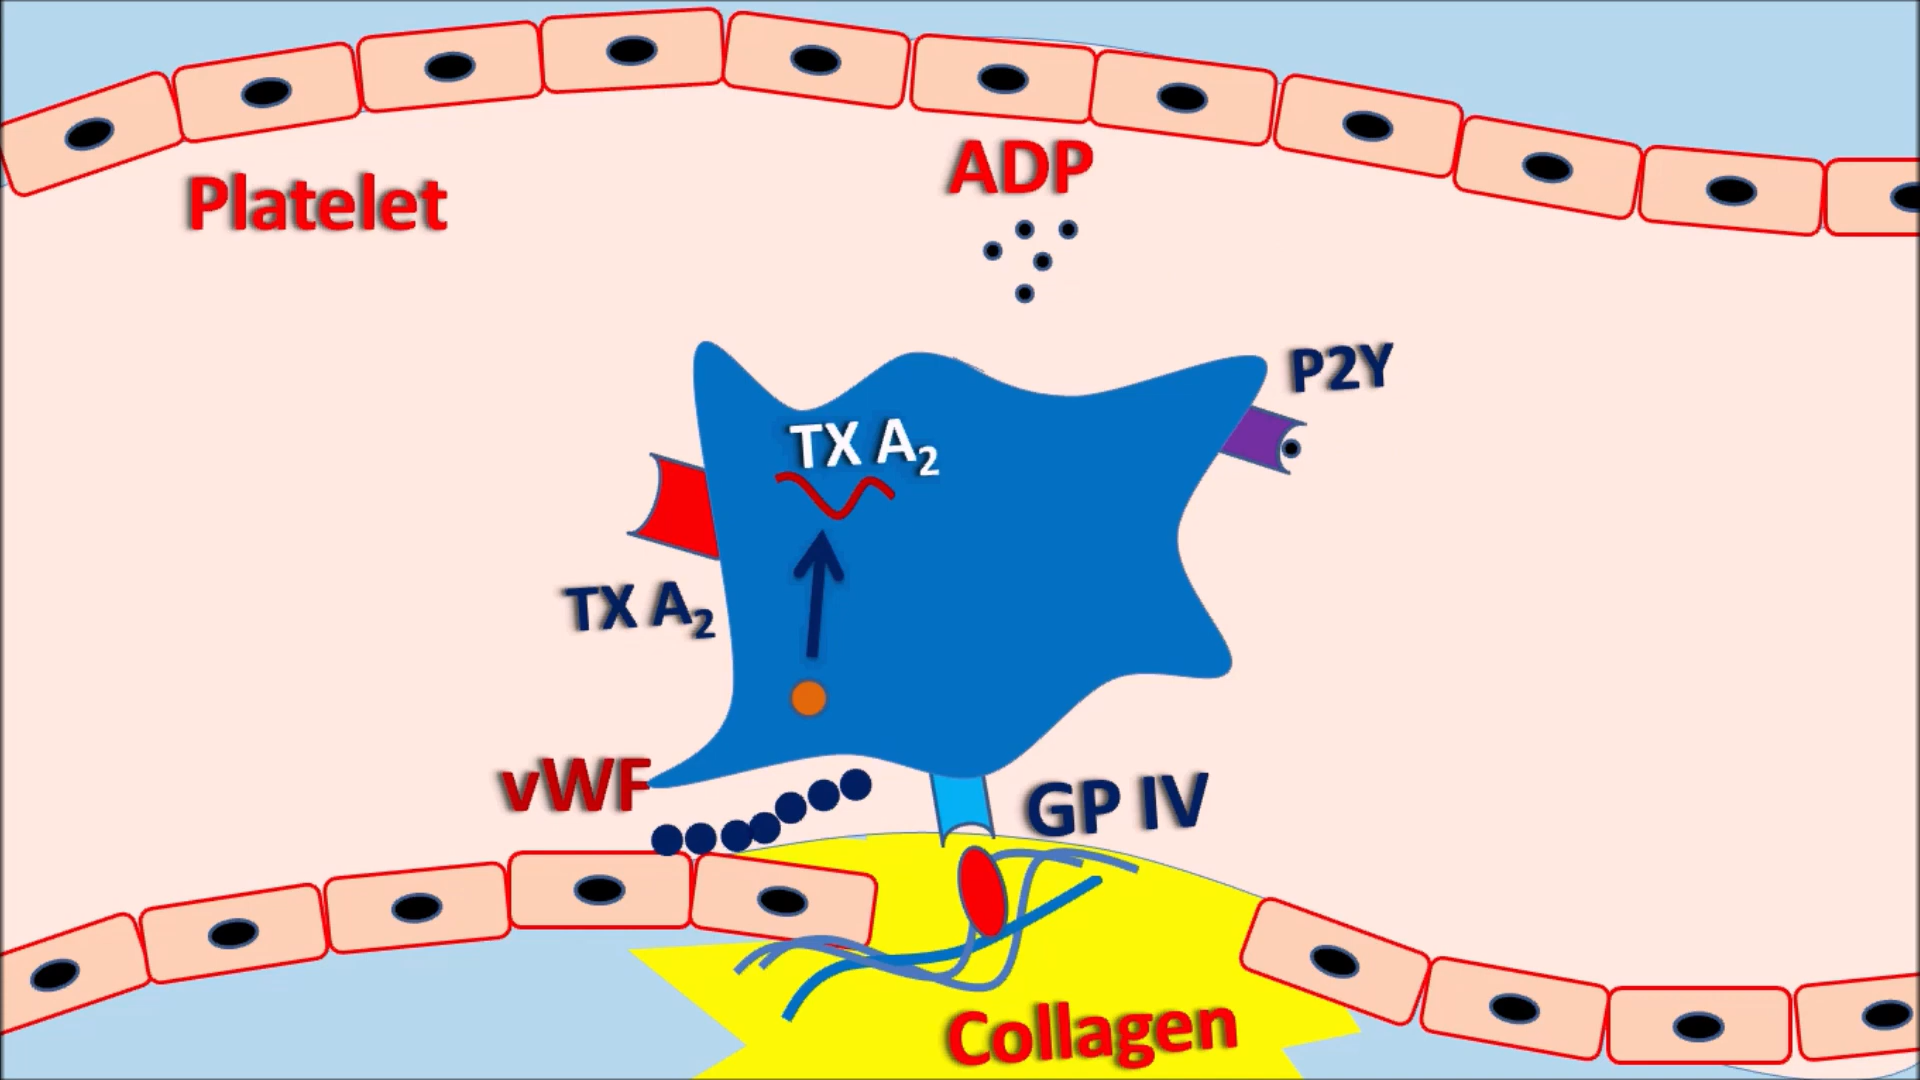 ADP
Platelet
P2Y
TX A₂
TX A₂
vWF
GP IV
Collagen